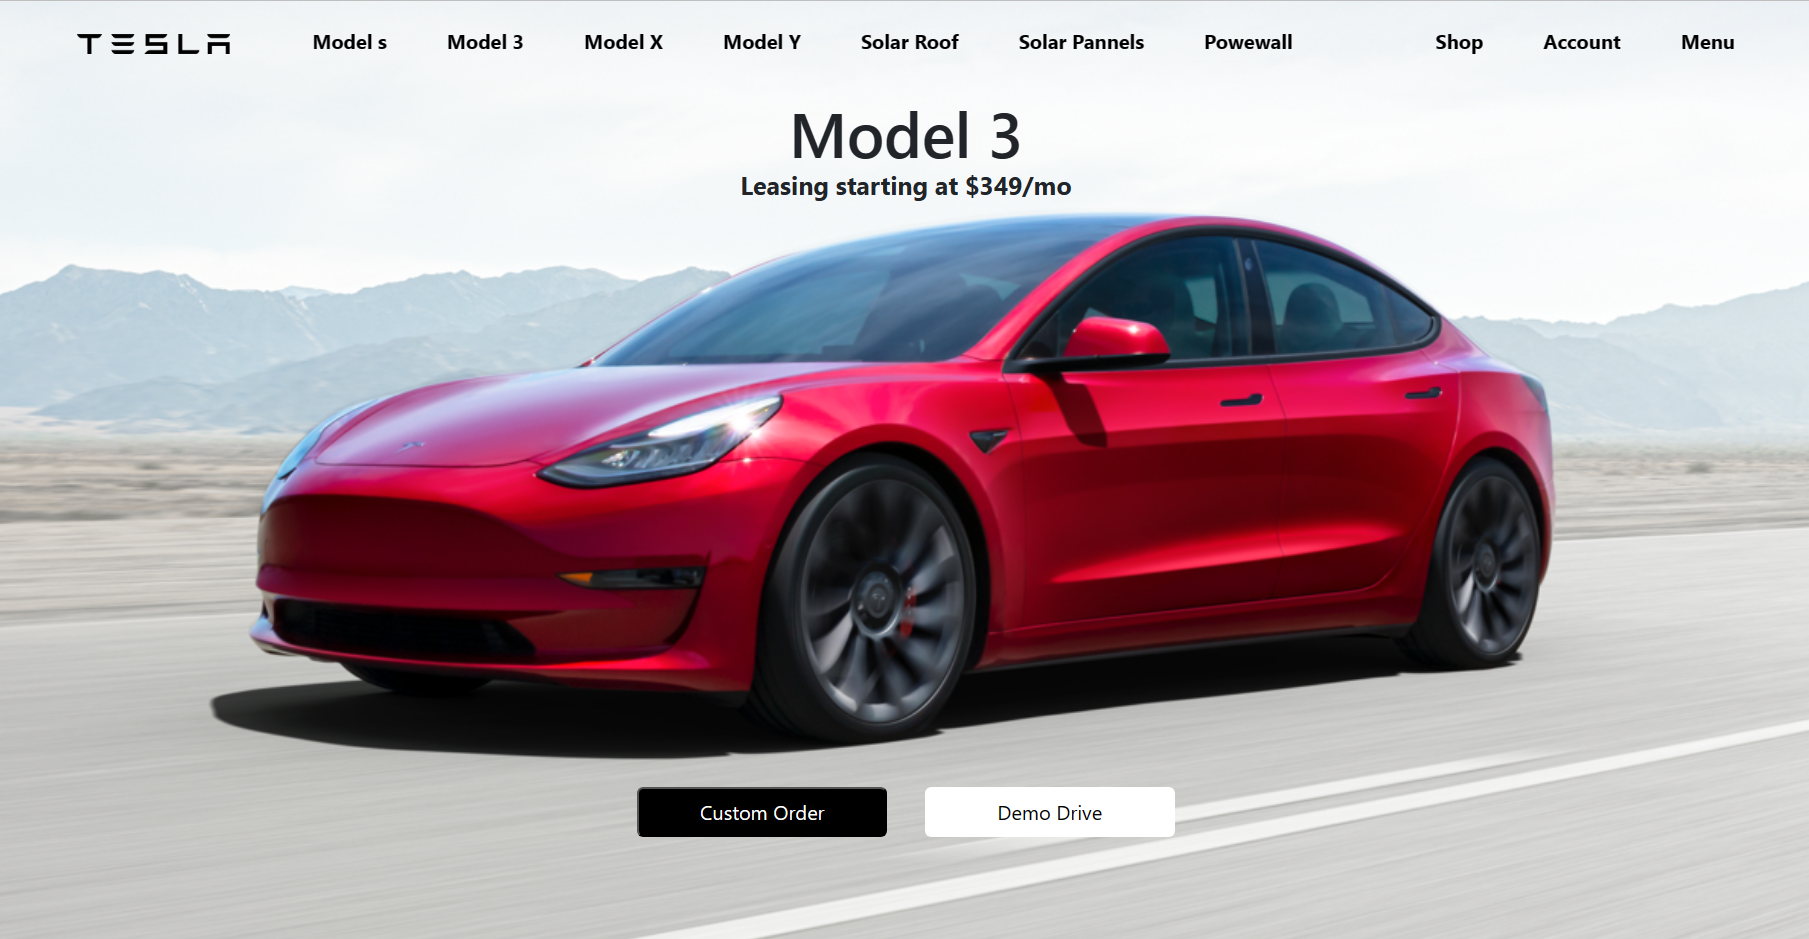 TESLA Model s Model 3 Model X Model Y Solar Roof Solar Pannels Powewall Shop Account Menu
Model 3
Leasing starting at $349/mo
Custom Order Demo Drive